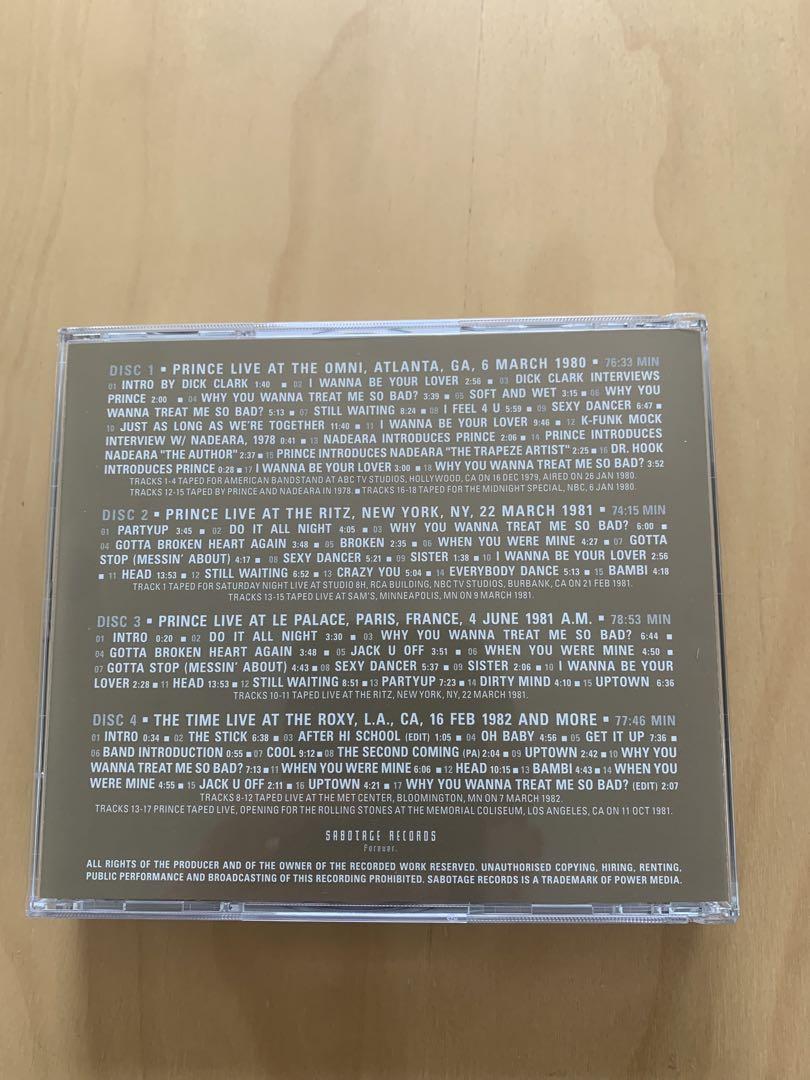 DISC 1 ▪ PRINCE LIVE AT THE OMNI, ATLANTA, GA, 6 MARCH 1980 ▪ 76:33 MIN
01 INTRO BY DICK CLARK 1:40 ▪ 02 I WANNA BE YOUR LOVER 2:56 ▪ 03 DICK CLARK INTERVIEWS
PRINCE 2:00 ▪ 04 WHY YOU WANNA TREAT ME SO BAD? 3:39 ▪ 05 SOFT AND WET 3:15 ▪ 06 WHY YOU
WANNA TREAT ME SO BAD? 5:13 ▪ 07 STILL WAITING 8:24 ▪ 08 I FEEL 4 U 5:59 ▪ 09 SEXY DANCER 6:47 ▪
10 JUST AS LONG AS WE'RE TOGETHER 11:40 ▪ 11 I WANNA BE YOUR LOVER 9:46 ▪ 12 K-FUNK MOCK
INTERVIEW W/ NADEARA, 1978 0:41 ▪ 13 NADEARA INTRODUCES PRINCE 2:06 ▪ 14 PRINCE INTRODUCES
NADEARA "THE AUTHOR" 2:37 ▪ 15 PRINCE INTRODUCES NADEARA "THE TRAPEZE ARTIST" 2:25 ▪ 16 DR. HOOK
INTRODUCES PRINCE 0:28 ▪ 17 I WANNA BE YOUR LOVER 3:00 ▪ 18 WHY YOU WANNA TREAT ME SO BAD? 3:52
TRACKS 1-4 TAPED FOR AMERICAN BANDSTAND AT ABC TV STUDIOS, HOLLYWOOD, CA ON 16 DEC 1979, AIRED ON 26 JAN 1980.
TRACKS 12-15 TAPED BY PRINCE AND NADEARA IN 1978. ▪ TRACKS 16-18 TAPED FOR THE MIDNIGHT SPECIAL, NBC, 6 JAN 1980.
DISC 2 ▪ PRINCE LIVE AT THE RITZ, NEW YORK, NY, 22 MARCH 1981 ▪ 74:15 MIN
01 PARTYUP 3:45 ▪ 02 DO IT ALL NIGHT 4:05 ▪ 03 WHY YOU WANNA TREAT ME SO BAD? 6:00 ▪
04 GOTTA BROKEN HEART AGAIN 3:48 ▪ 05 BROKEN 2:35 ▪ 06 WHEN YOU WERE MINE 4:27 ▪ 07 GOTTA
STOP (MESSIN' ABOUT) 4:17 ▪ 08 SEXY DANCER 5:21 ▪ 09 SISTER 1:38 ▪ 10 I WANNA BE YOUR LOVER 2:56
▪ 11 HEAD 13:53 ▪ 12 STILL WAITING 6:52 ▪ 13 CRAZY YOU 5:04 ▪ 14 EVERYBODY DANCE 5:13 ▪ 15 BAMBI 4:18
TRACK 1 TAPED FOR SATURDAY NIGHT LIVE AT STUDIO 8H, RCA BUILDING, NBC TV STUDIOS, BURBANK, CA ON 21 FEB 1981.
TRACKS 13-15 TAPED LIVE AT SAM'S, MINNEAPOLIS, MN ON 9 MARCH 1981.
DISC 3 ▪ PRINCE LIVE AT LE PALACE, PARIS, FRANCE, 4 JUNE 1981 A.M. ▪ 78:53 MIN
01 INTRO 0:20 ▪ 02 DO IT ALL NIGHT 3:30 ▪ 03 WHY YOU WANNA TREAT ME SO BAD? 6:44 ▪
04 GOTTA BROKEN HEART AGAIN 3:48 ▪ 05 JACK U OFF 3:51 ▪ 06 WHEN YOU WERE MINE 4:50 ▪
07 GOTTA STOP (MESSIN' ABOUT) 4:43 ▪ 08 SEXY DANCER 5:37 ▪ 09 SISTER 2:06 ▪ 10 I WANNA BE YOUR
LOVER 2:28 ▪ 11 HEAD 13:53 ▪ 12 STILL WAITING 8:51 ▪ 13 PARTYUP 7:23 ▪ 14 DIRTY MIND 4:10 ▪ 15 UPTOWN 6:36
TRACKS 10-11 TAPED LIVE AT THE RITZ, NEW YORK, NY, 22 MARCH 1981.
DISC 4 ▪ THE TIME LIVE AT THE ROXY, L.A., CA, 16 FEB 1982 AND MORE ▪ 77:46 MIN
01 INTRO 0:34 ▪ 02 THE STICK 6:38 ▪ 03 AFTER HI SCHOOL (EDIT) 1:05 ▪ 04 OH BABY 4:56 ▪ 05 GET IT UP 7:36 ▪
06 BAND INTRODUCTION 0:55 ▪ 07 COOL 9:12 ▪ 08 THE SECOND COMING (PA) 2:04 ▪ 09 UPTOWN 2:42 ▪ 10 WHY YOU
WANNA TREAT ME SO BAD? 7:13 ▪ 11 WHEN YOU WERE MINE 6:06 ▪ 12 HEAD 10:15 ▪ 13 BAMBI 4:43 ▪ 14 WHEN YOU
WERE MINE 4:55 ▪ 15 JACK U OFF 2:11 ▪ 16 UPTOWN 4:21 ▪ 17 WHY YOU WANNA TREAT ME SO BAD? (EDIT) 2:07
TRACKS 8-12 TAPED LIVE AT THE MET CENTER, BLOOMINGTON, MN ON 7 MARCH 1982.
TRACKS 13-17 PRINCE TAPED LIVE, OPENING FOR THE ROLLING STONES AT THE MEMORIAL COLISEUM, LOS ANGELES, CA ON 11 OCT 1981.
SABOTAGE RECORDS
Forever.
ALL RIGHTS OF THE PRODUCER AND OF THE OWNER OF THE RECORDED WORK RESERVED. UNAUTHORISED COPYING, HIRING, RENTING,
PUBLIC PERFORMANCE AND BROADCASTING OF THIS RECORDING PROHIBITED. SABOTAGE RECORDS IS A TRADEMARK OF POWER MEDIA.